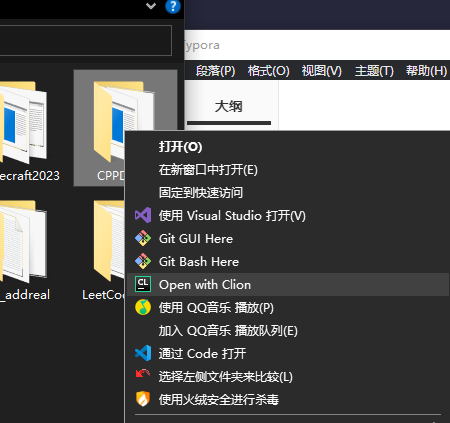 Typora
段落(P) 格式(O) 视图(V) 主题(T) 帮助(H)
大纲
necraft2023
CPPD
_addreal
LeetCod
打开(O)
在新窗口中打开(E)
固定到快速访问
使用 Visual Studio 打开(V)
Git GUI Here
Git Bash Here
Open with Clion
使用 QQ音乐 播放(P)
加入 QQ音乐 播放队列(E)
通过 Code 打开
选择左侧文件夹来比较(L)
使用火绒安全进行杀毒